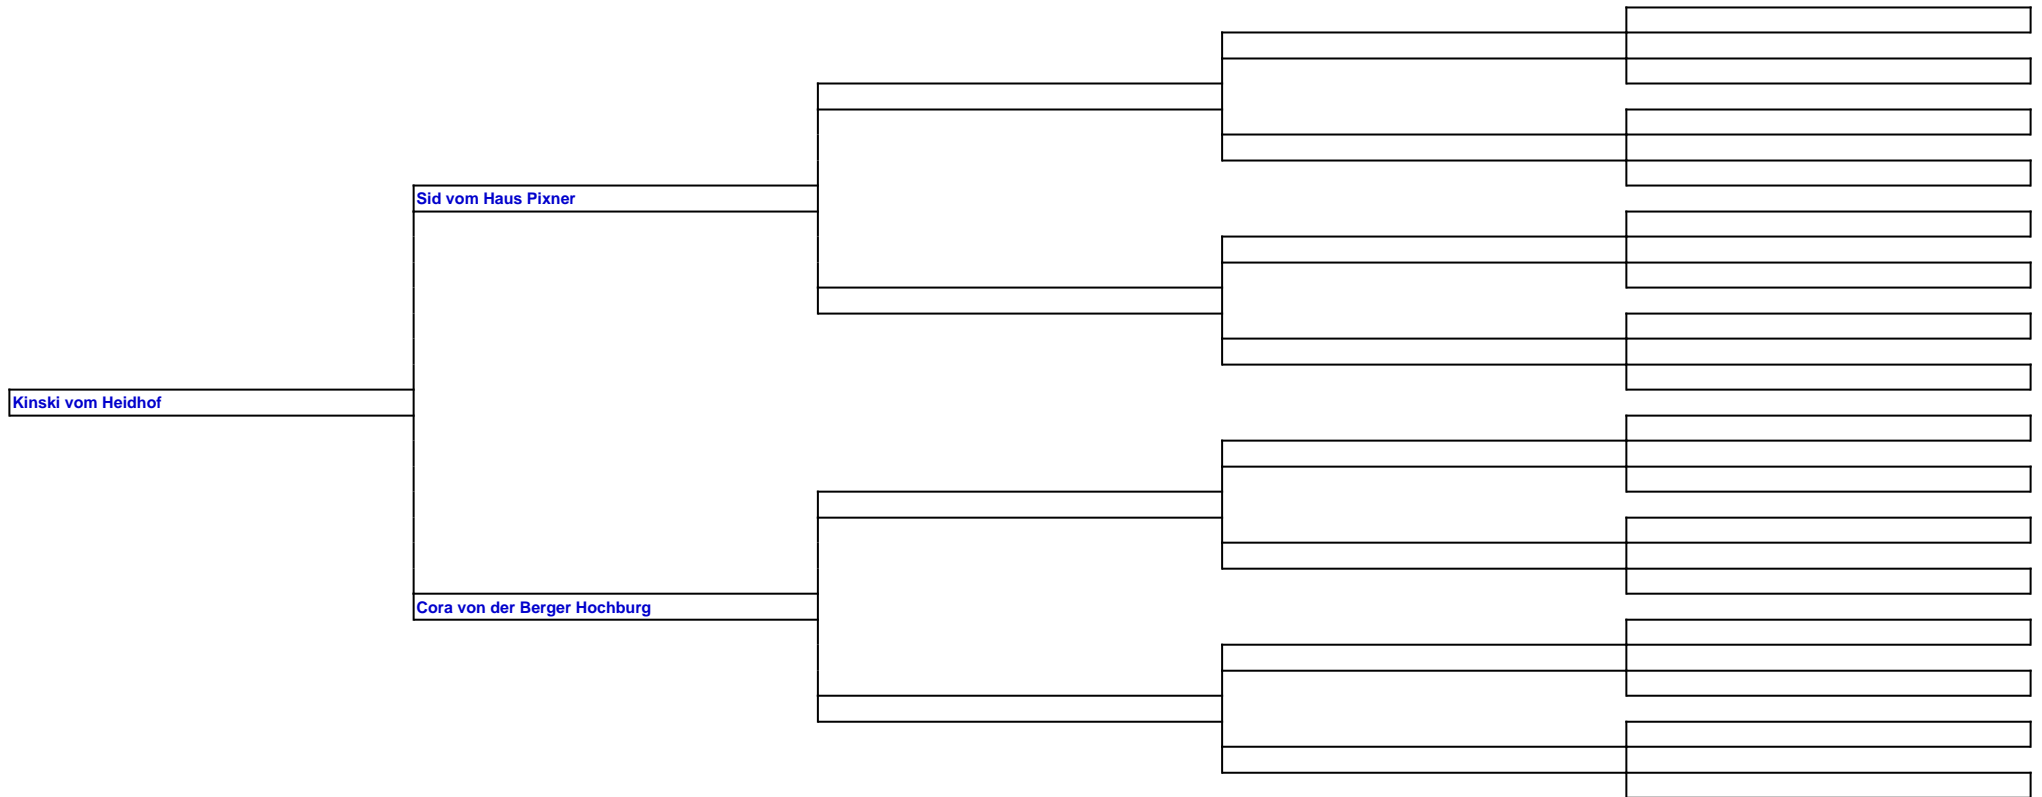 Sid vom Haus Pixner
Kinski vom Heidhof
Cora von der Berger Hochburg